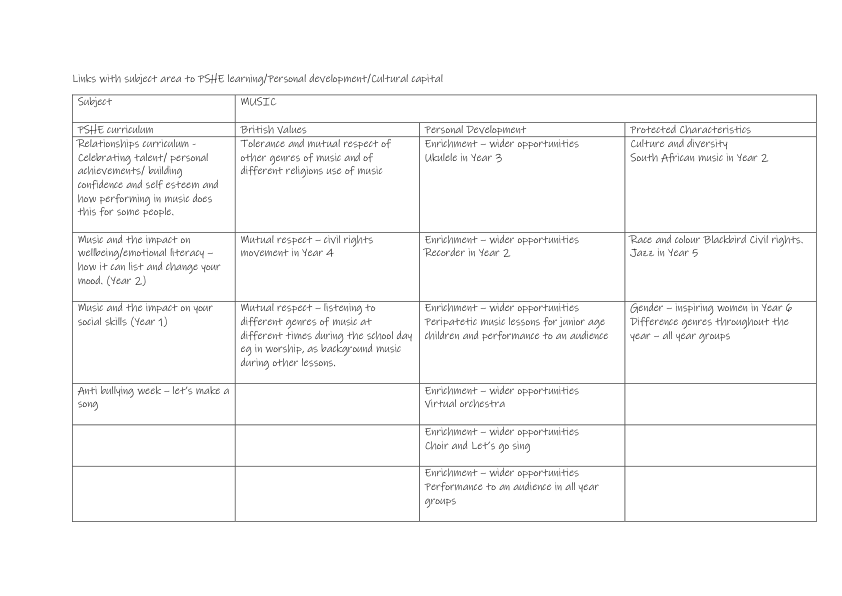 Links with subject area to PSHE learning/Personal development/Cultural capital
Subject
MUSIC
PSHE curriculum
British Values
Personal Development
Protected Characteristics
Relationships curriculum -
Celebrating talent/ personal
achievements/ building
confidence and self esteem and
how performing in music does
this for some people.
Tolerance and mutual respect of
other genres of music and of
different religions use of music
Enrichment – wider opportunities
Ukulele in Year 3
Culture and diversity
South African music in Year 2
Music and the impact on
wellbeing/emotional literacy –
how it can list and change your
mood. (Year 2)
Mutual respect – civil rights
movement in Year 4
Enrichment – wider opportunities
Recorder in Year 2
Race and colour Blackbird Civil rights.
Jazz in Year 5
Music and the impact on your
social skills (Year 1)
Mutual respect – listening to
different genres of music at
different times during the school day
eg in worship, as background music
during other lessons.
Enrichment – wider opportunities
Peripatetic music lessons for junior age
children and performance to an audience
Gender – inspiring women in Year 6
Difference genres throughout the
year – all year groups
Anti bullying week – let's make a
song
Enrichment – wider opportunities
Virtual orchestra
Enrichment – wider opportunities
Choir and Let's go sing
Enrichment – wider opportunities
Performance to an audience in all year
groups